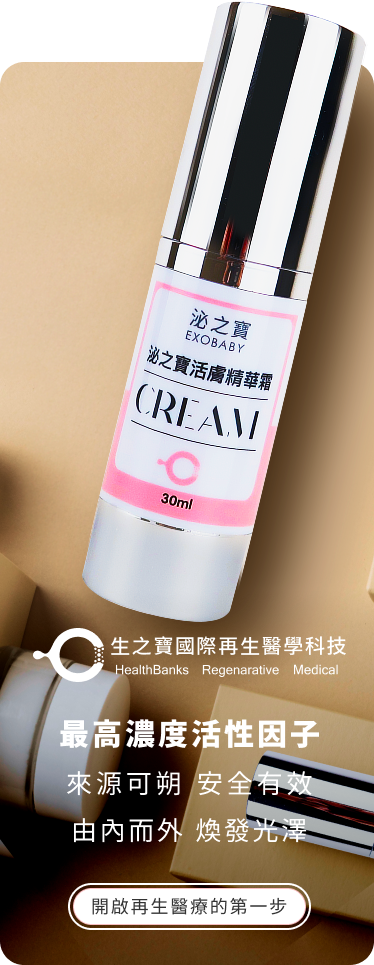 泌之寶
EXOBABY
泌之寶活膚精華霜
CREAM
30ml
生之寶國際再生醫學科技
HealthBanks Regenarative Medical
最高濃度活性因子
來源可朔 安全有效
由內而外 煥發光澤
開啟再生醫療的第一步